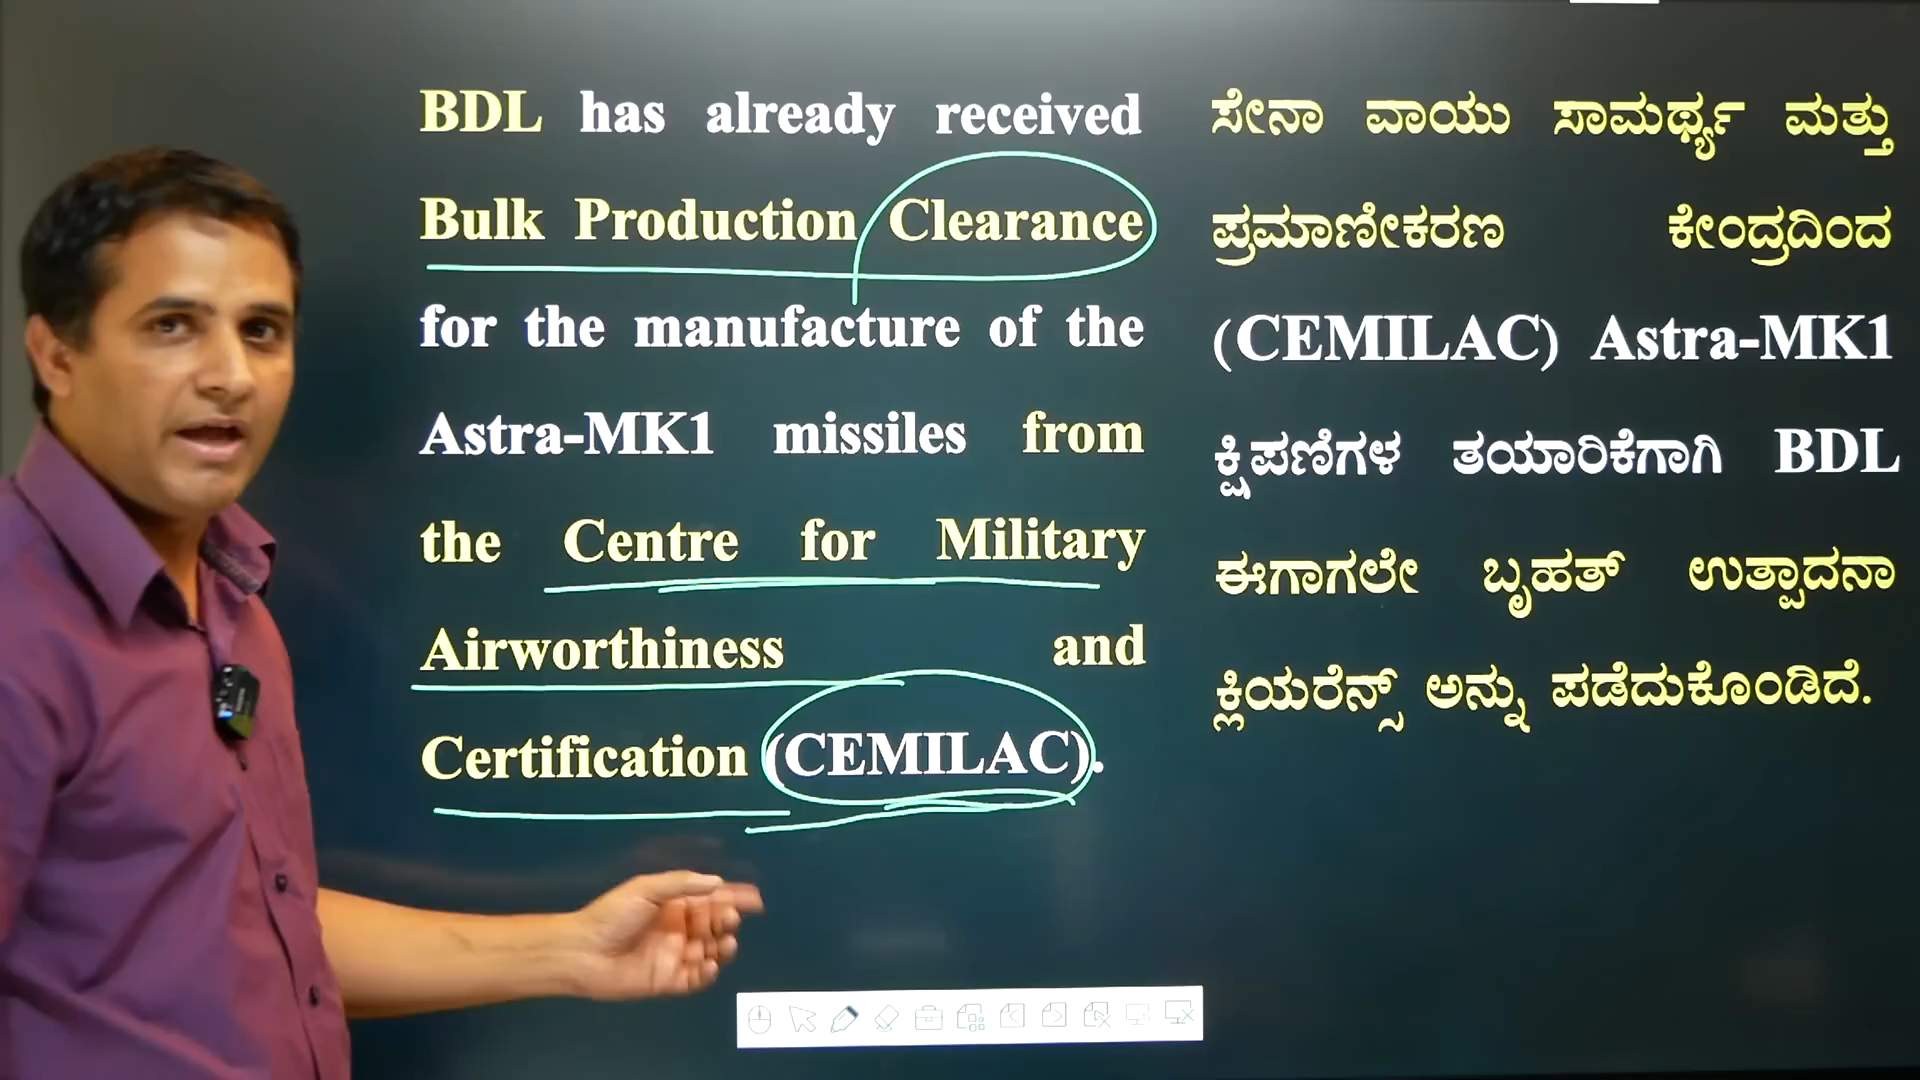 BDL has already received
Bulk Production Clearance
for the manufacture of the
Astra-MK1 missiles from
the Centre for Military
Airworthiness and
Certification (CEMILAC).
ಸೇನಾ ವಾಯು ಸಾಮರ್ಥ್ಯ ಮತ್ತು
ಪ್ರಮಾಣೀಕರಣ ಕೇಂದ್ರದಿಂದ
(CEMILAC) Astra-MK1
ಕ್ಷಿಪಣಿಗಳ ತಯಾರಿಕೆಗಾಗಿ BDL
ಈಗಾಗಲೇ ಬೃಹತ್ ಉತ್ಪಾದನಾ
ಕ್ಲಿಯರೆನ್ಸ್ ಅನ್ನು ಪಡೆದುಕೊಂಡಿದೆ.